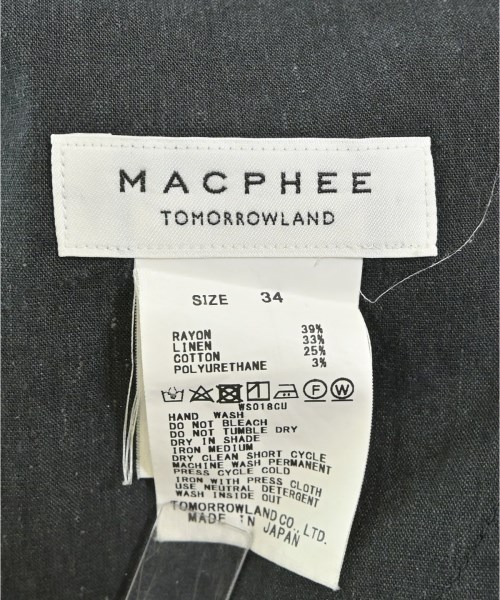 MACPHEE
TOMORROWLAND
SIZE 34
RAYON 39%
LINEN 33%
COTTON 25%
POLYURETHANE 3%
F W
WS018CU
HAND WASH
DO NOT BLEACH
DO NOT TUMBLE DRY
DRY IN SHADE
IRON MEDIUM
DRY CLEAN SHORT CYCLE
MACHINE WASH PERMANENT
PRESS CYCLE COLD
IRON WITH PRESS CLOTH
USE NEUTRAL DETERGENT
WASH INSIDE OUT
TOMORROWLAND CO., LTD.
MADE IN JAPAN